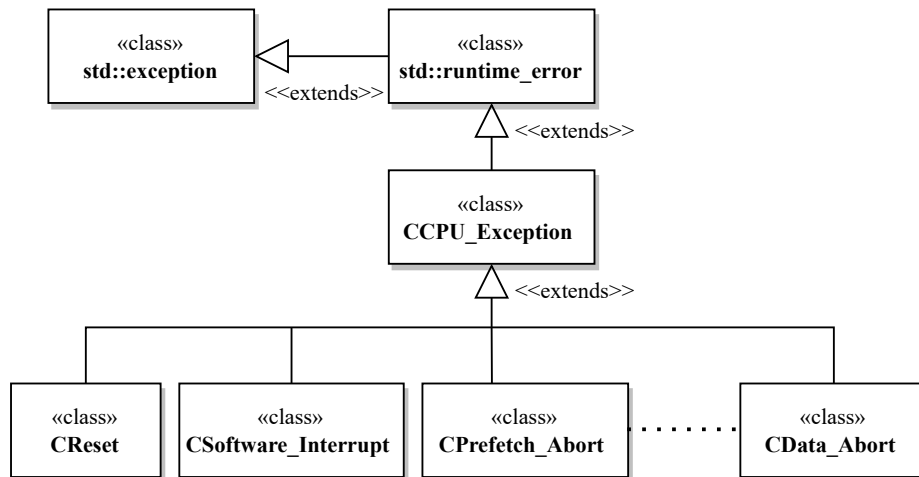 «class»
std::exception
«class»
std::runtime_error
<<extends>>
<<extends>>
«class»
CCPU_Exception
<<extends>>
«class»
CReset
«class»
CSoftware_Interrupt
«class»
CPrefetch_Abort
«class»
CData_Abort